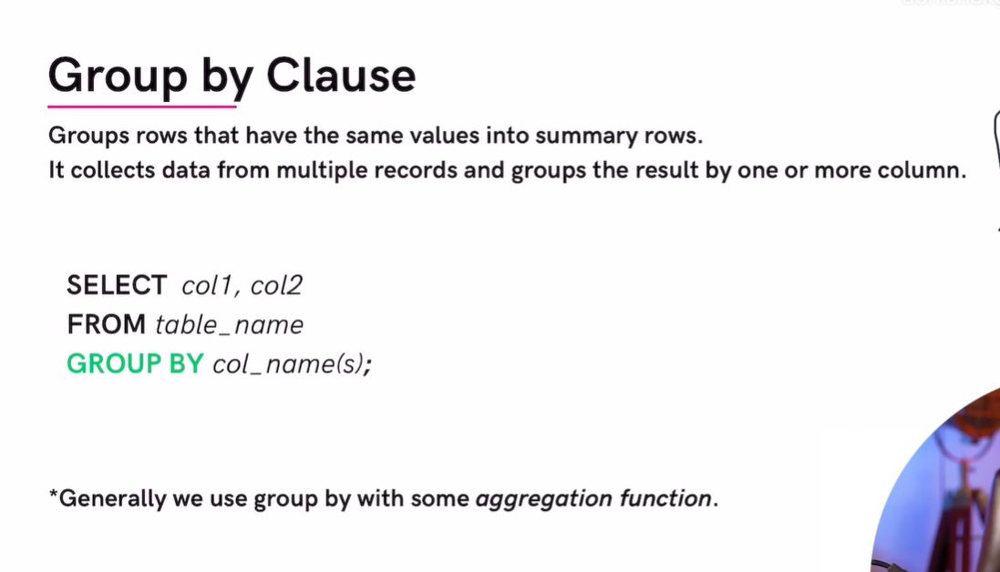 Group by Clause
Groups rows that have the same values into summary rows.
It collects data from multiple records and groups the result by one or more column.
SELECT col1, col2
FROM table_name
GROUP BY col_name(s);
*Generally we use group by with some aggregation function.